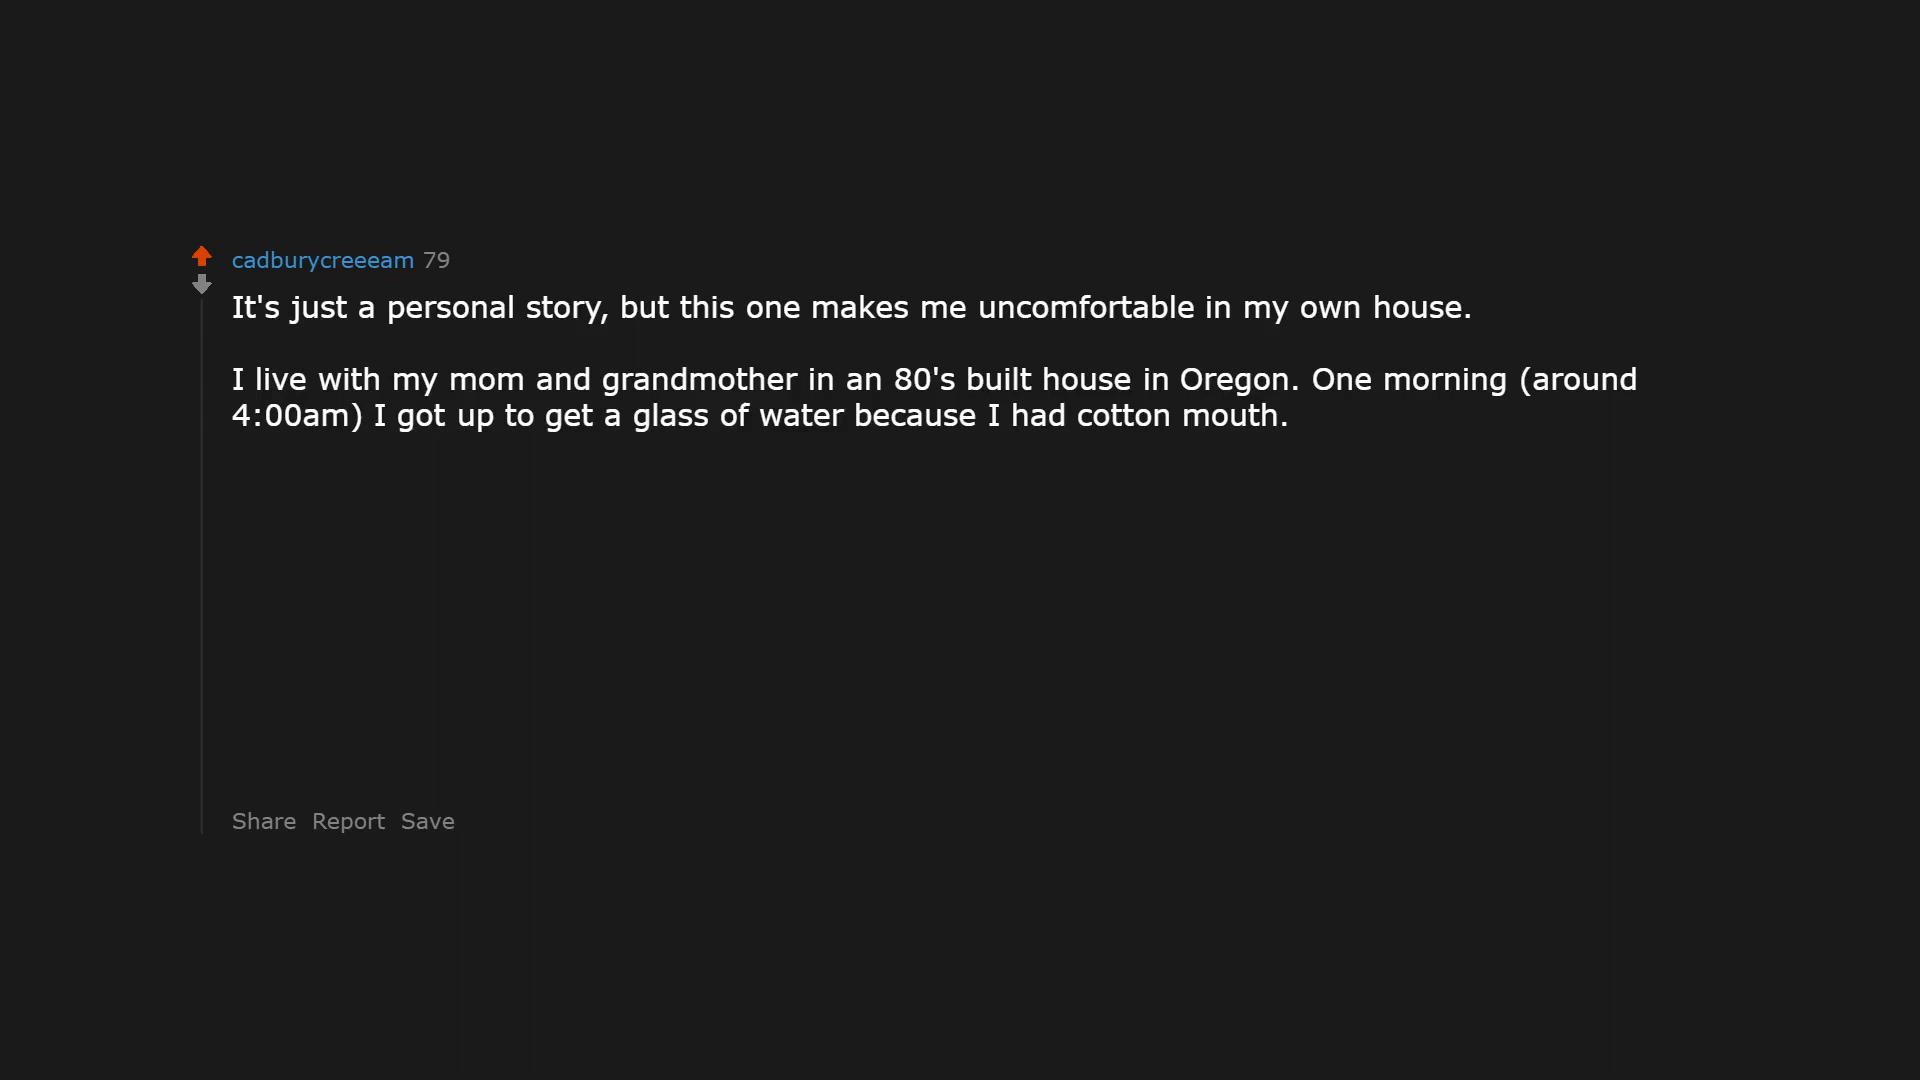 cadburycreeeam 79
It's just a personal story, but this one makes me uncomfortable in my own house.
I live with my mom and grandmother in an 80's built house in Oregon. One morning (around
4:00am) I got up to get a glass of water because I had cotton mouth.
Share Report Save